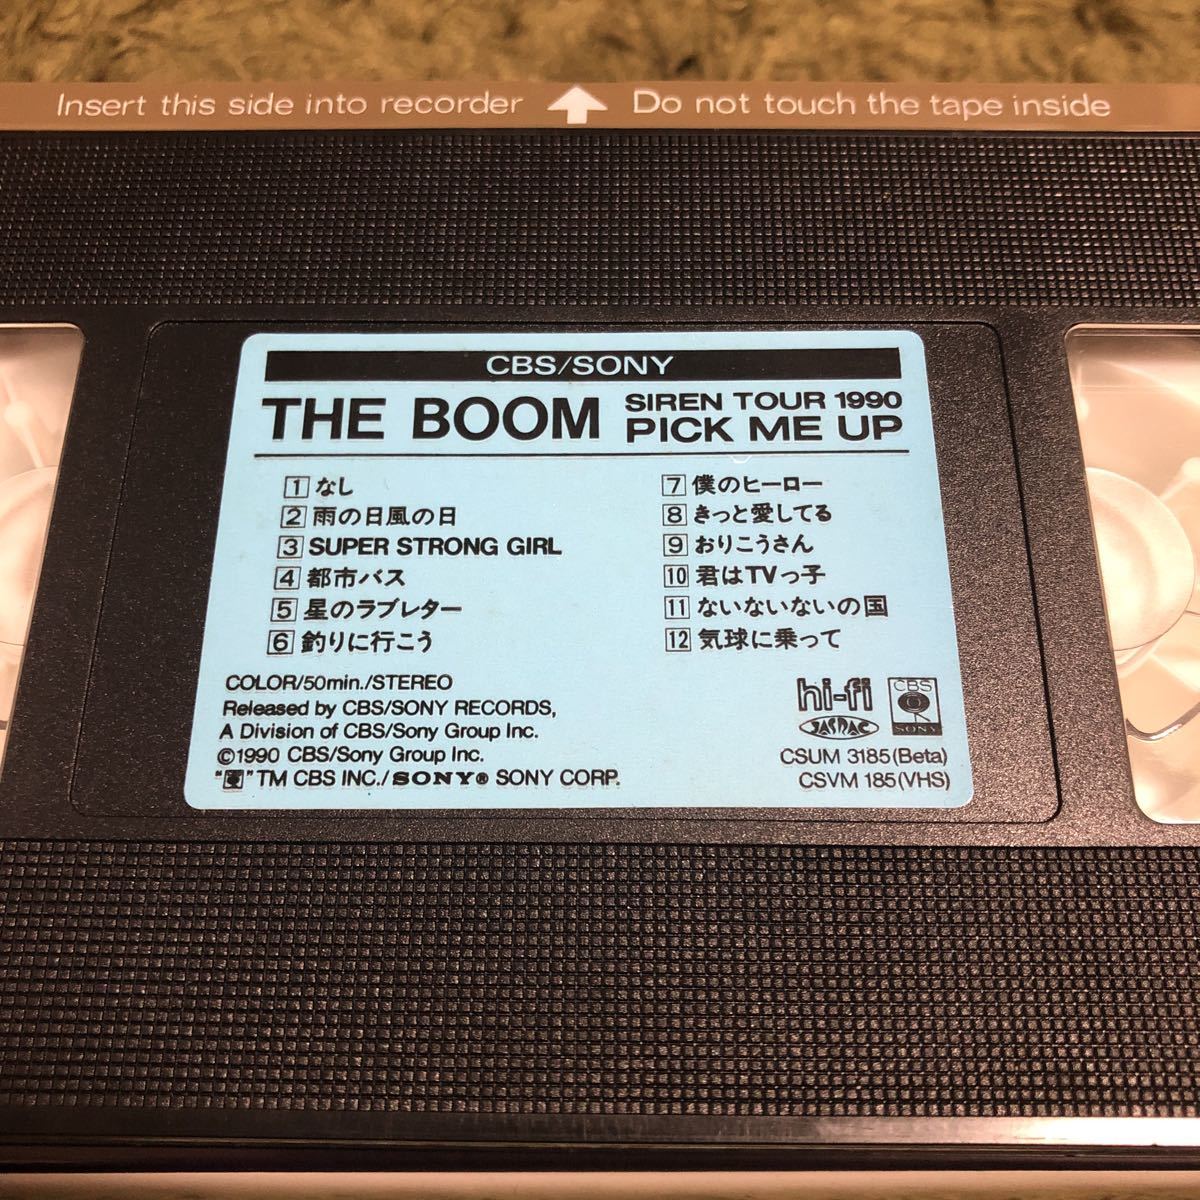 Insert this side into recorder
Do not touch the tape inside
CBS/SONY
THE BOOM
SIREN TOUR 1990
PICK ME UP
1 なし
2 雨の日風の日
3 SUPER STRONG GIRL
4 都市バス
5 星のラブレター
6 釣りに行こう
7 僕のヒーロー
8 きっと愛してる
9 おりこうさん
10 君はTVっ子
11 ないないないの国
12 気球に乗って
COLOR/50min./STEREO
Released by CBS/SONY RECORDS,
A Division of CBS/Sony Group Inc.
©1990 CBS/Sony Group Inc.
" " TM CBS INC./SONY® SONY CORP.
hi-fi
JASRAC
CBS
SONY
CSUM 3185(Beta)
CSVM 185(VHS)